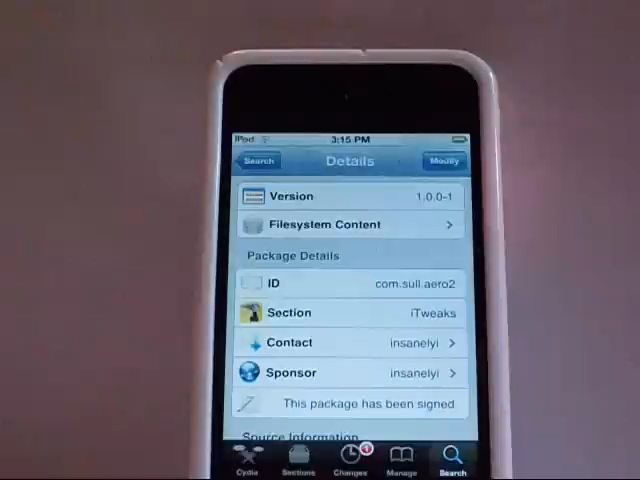 iPod 3:15 PM
Search Details Modify
Version 1.0.0-1
Filesystem Content
Package Details
ID com.sull.aero2
Section iTweaks
Contact insanelyi
Sponsor insanelyi
This package has been signed
Source Information
1
Cydia Sections Changes Manage Search